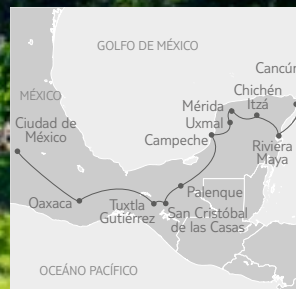 GOLFO DE MÉXICO
Cancú
Chichén
Itzá
MÉXICO
Mérida
Uxmal
Ciudad de
México
Campeche
Riviera
Maya
Palenque
Oaxaca
Tuxtla
Gutiérrez
San Cristóbal
de las Casas
OCEÁNO PACÍFICO